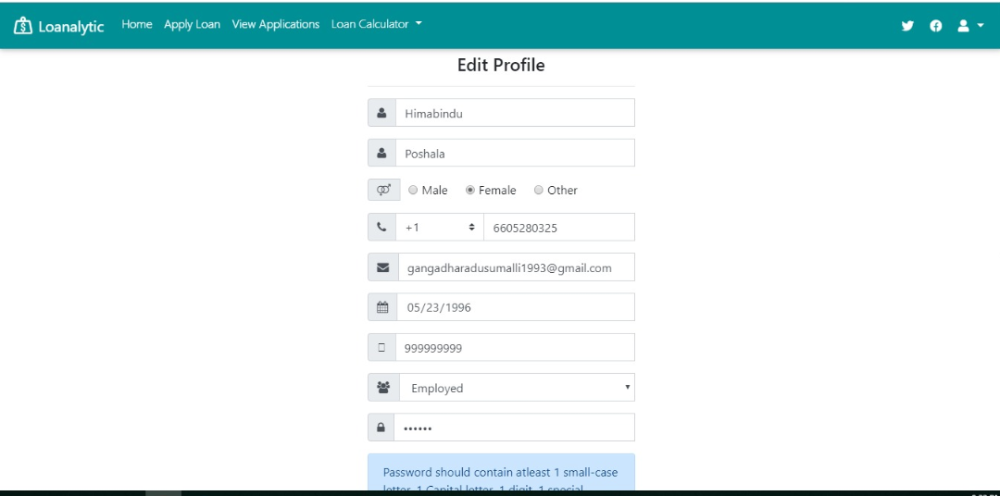 Loanalytic Home Apply Loan View Applications Loan Calculator
Edit Profile
Himabindu
Poshala
Male Female Other
+1 6605280325
gangadharadusumalli1993@gmail.com
05/23/1996
999999999
Employed
••••••
Password should contain atleast 1 small-case
letter, 1 Capital letter, 1 digit, 1 special